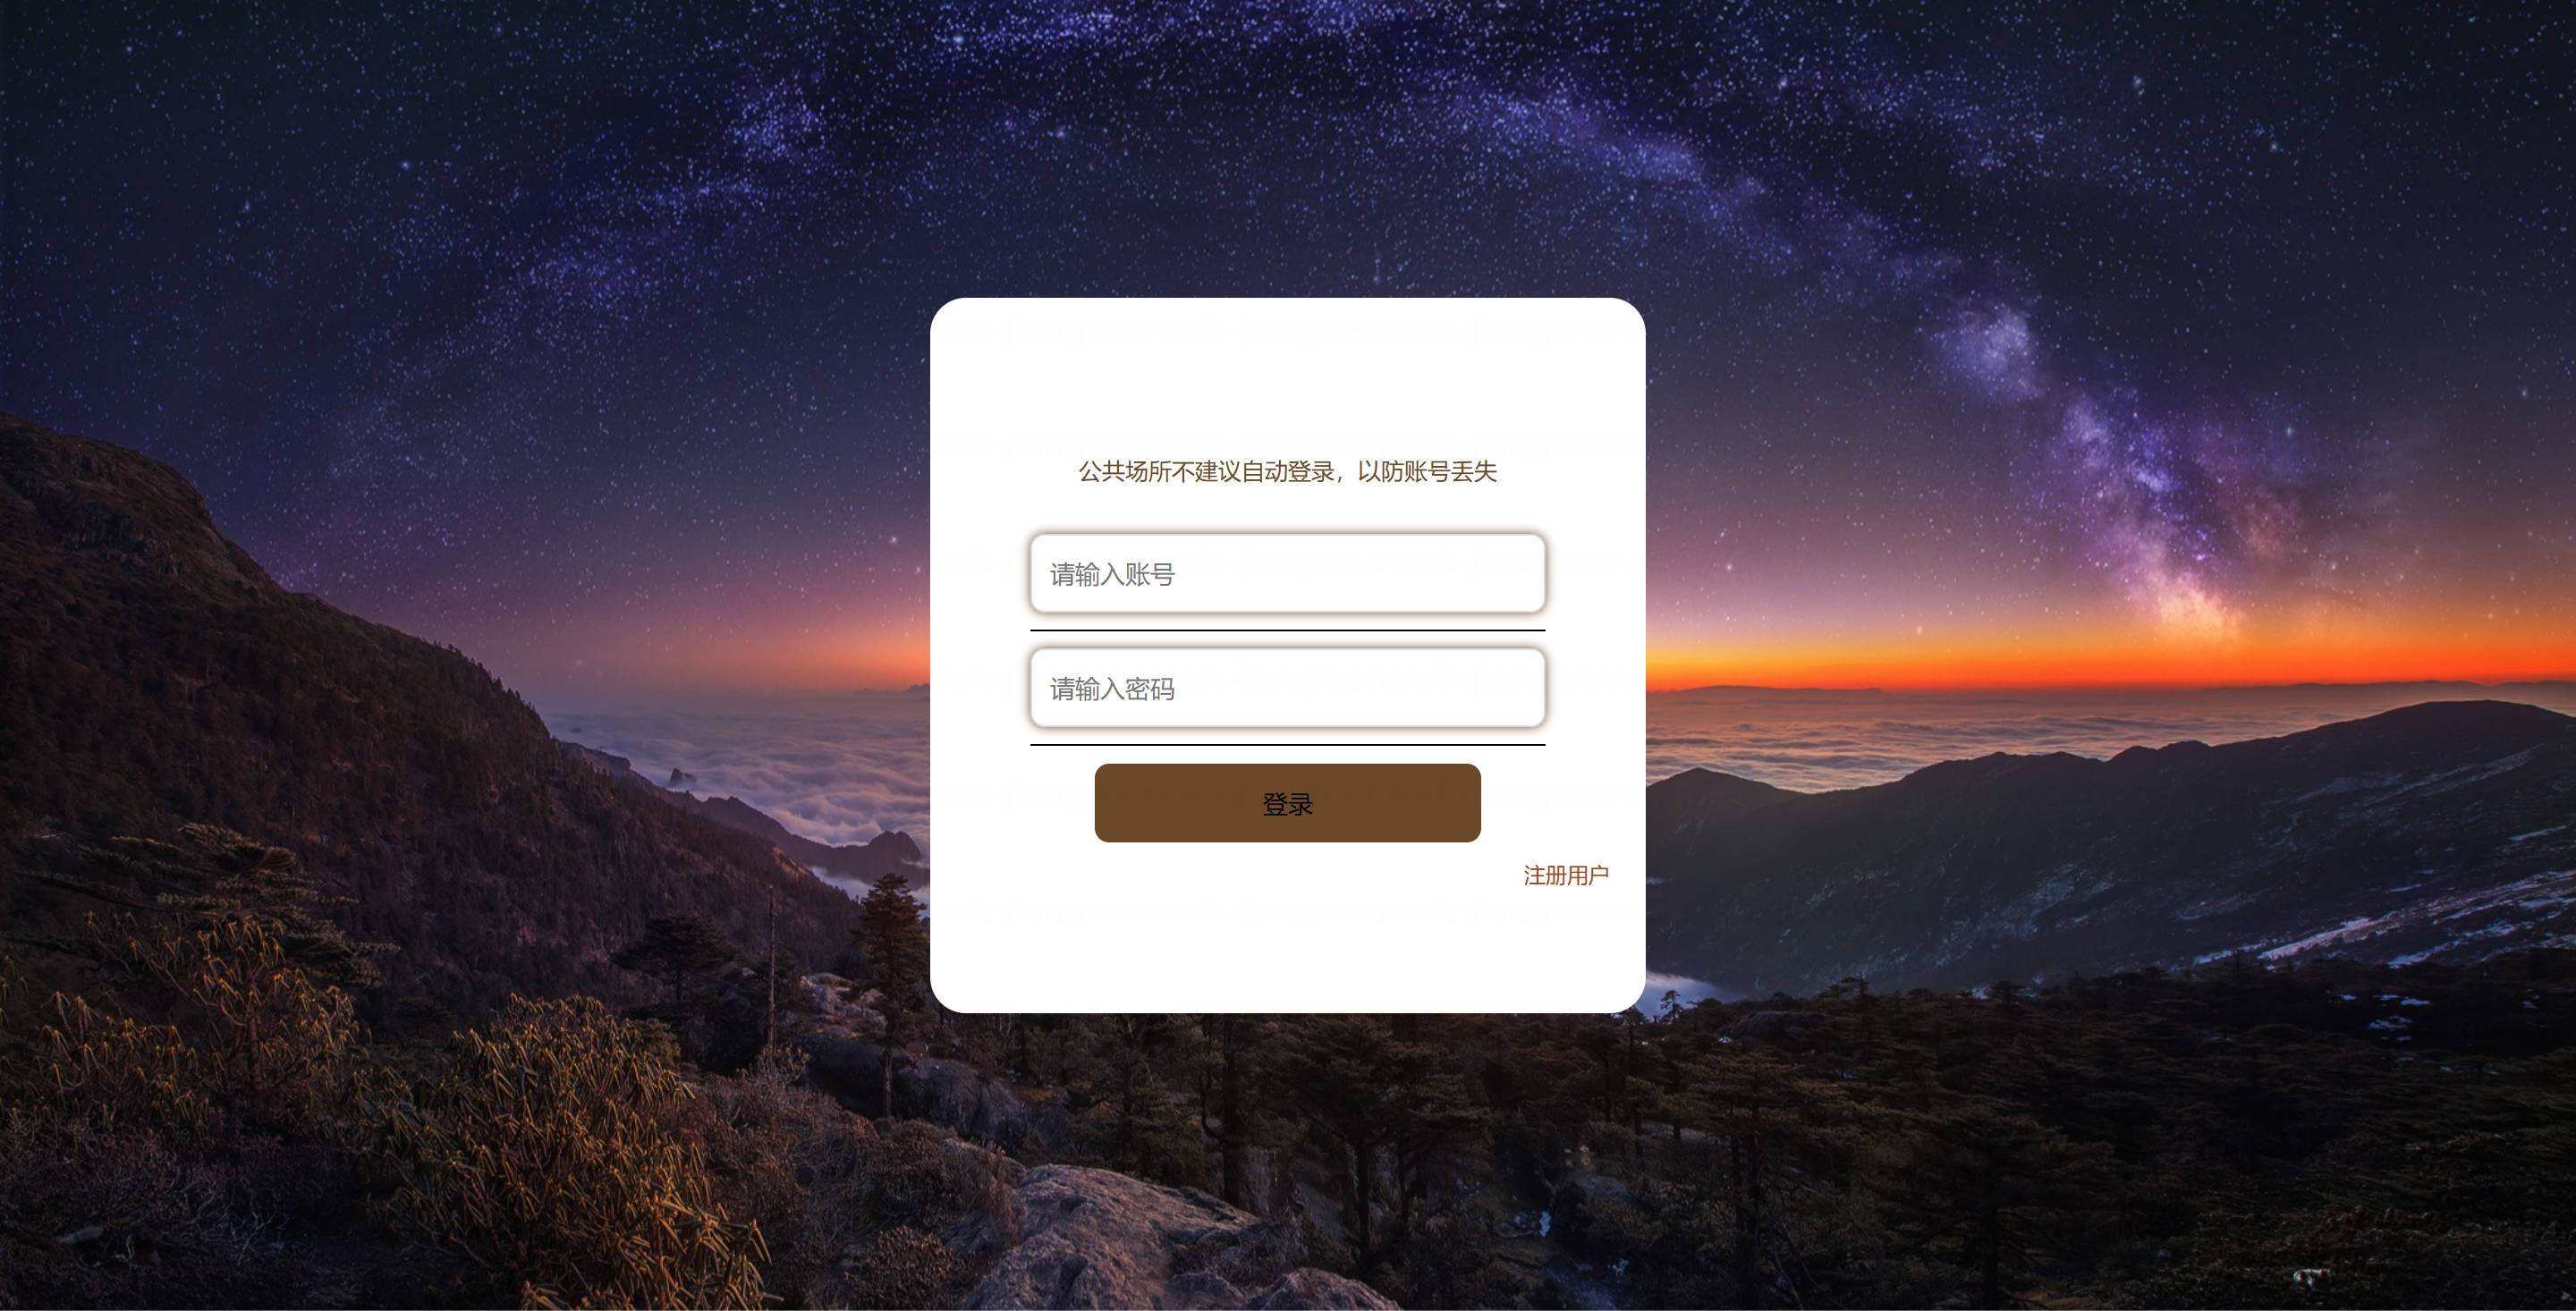 公共场所不建议自动登录，以防账号丢失
请输入账号
请输入密码
登录
注册用户